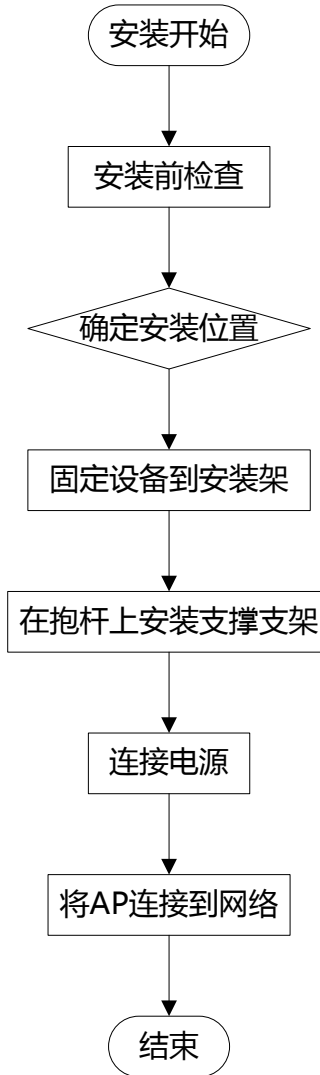 安装开始
安装前检查
确定安装位置
固定设备到安装架
在抱杆上安装支撑支架
连接电源
将AP连接到网络
结束